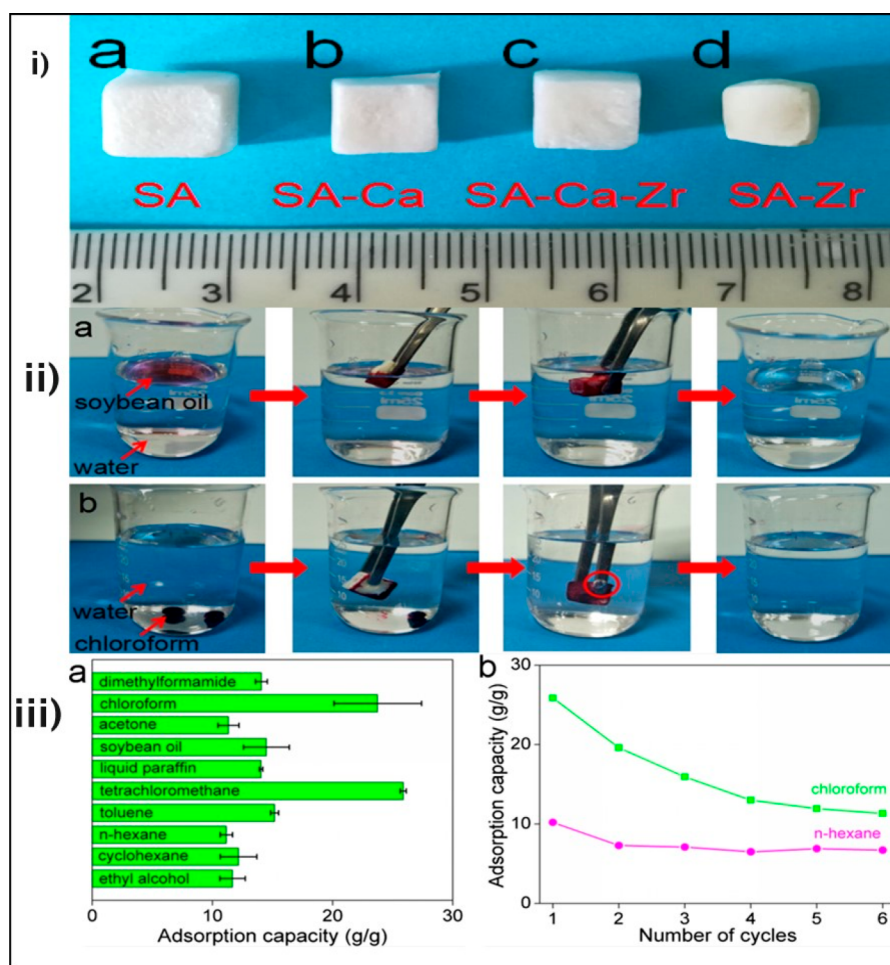 i)
a b c d
SA SA-Ca SA-Ca-Zr SA-Zr
2 3 4 5 6 7 8
ii)
a
soybean oil
water
25ml
b
water
chloroform
iii)
a
dimethylformamide
chloroform
acetone
soybean oil
liquid paraffin
tetrachloromethane
toluene
n-hexane
cyclohexane
ethyl alcohol
0 10 20 30
Adsorption capacity (g/g)
b
Adsorption capacity (g/g)
30
20
10
0
chloroform
n-hexane
1 2 3 4 5 6
Number of cycles